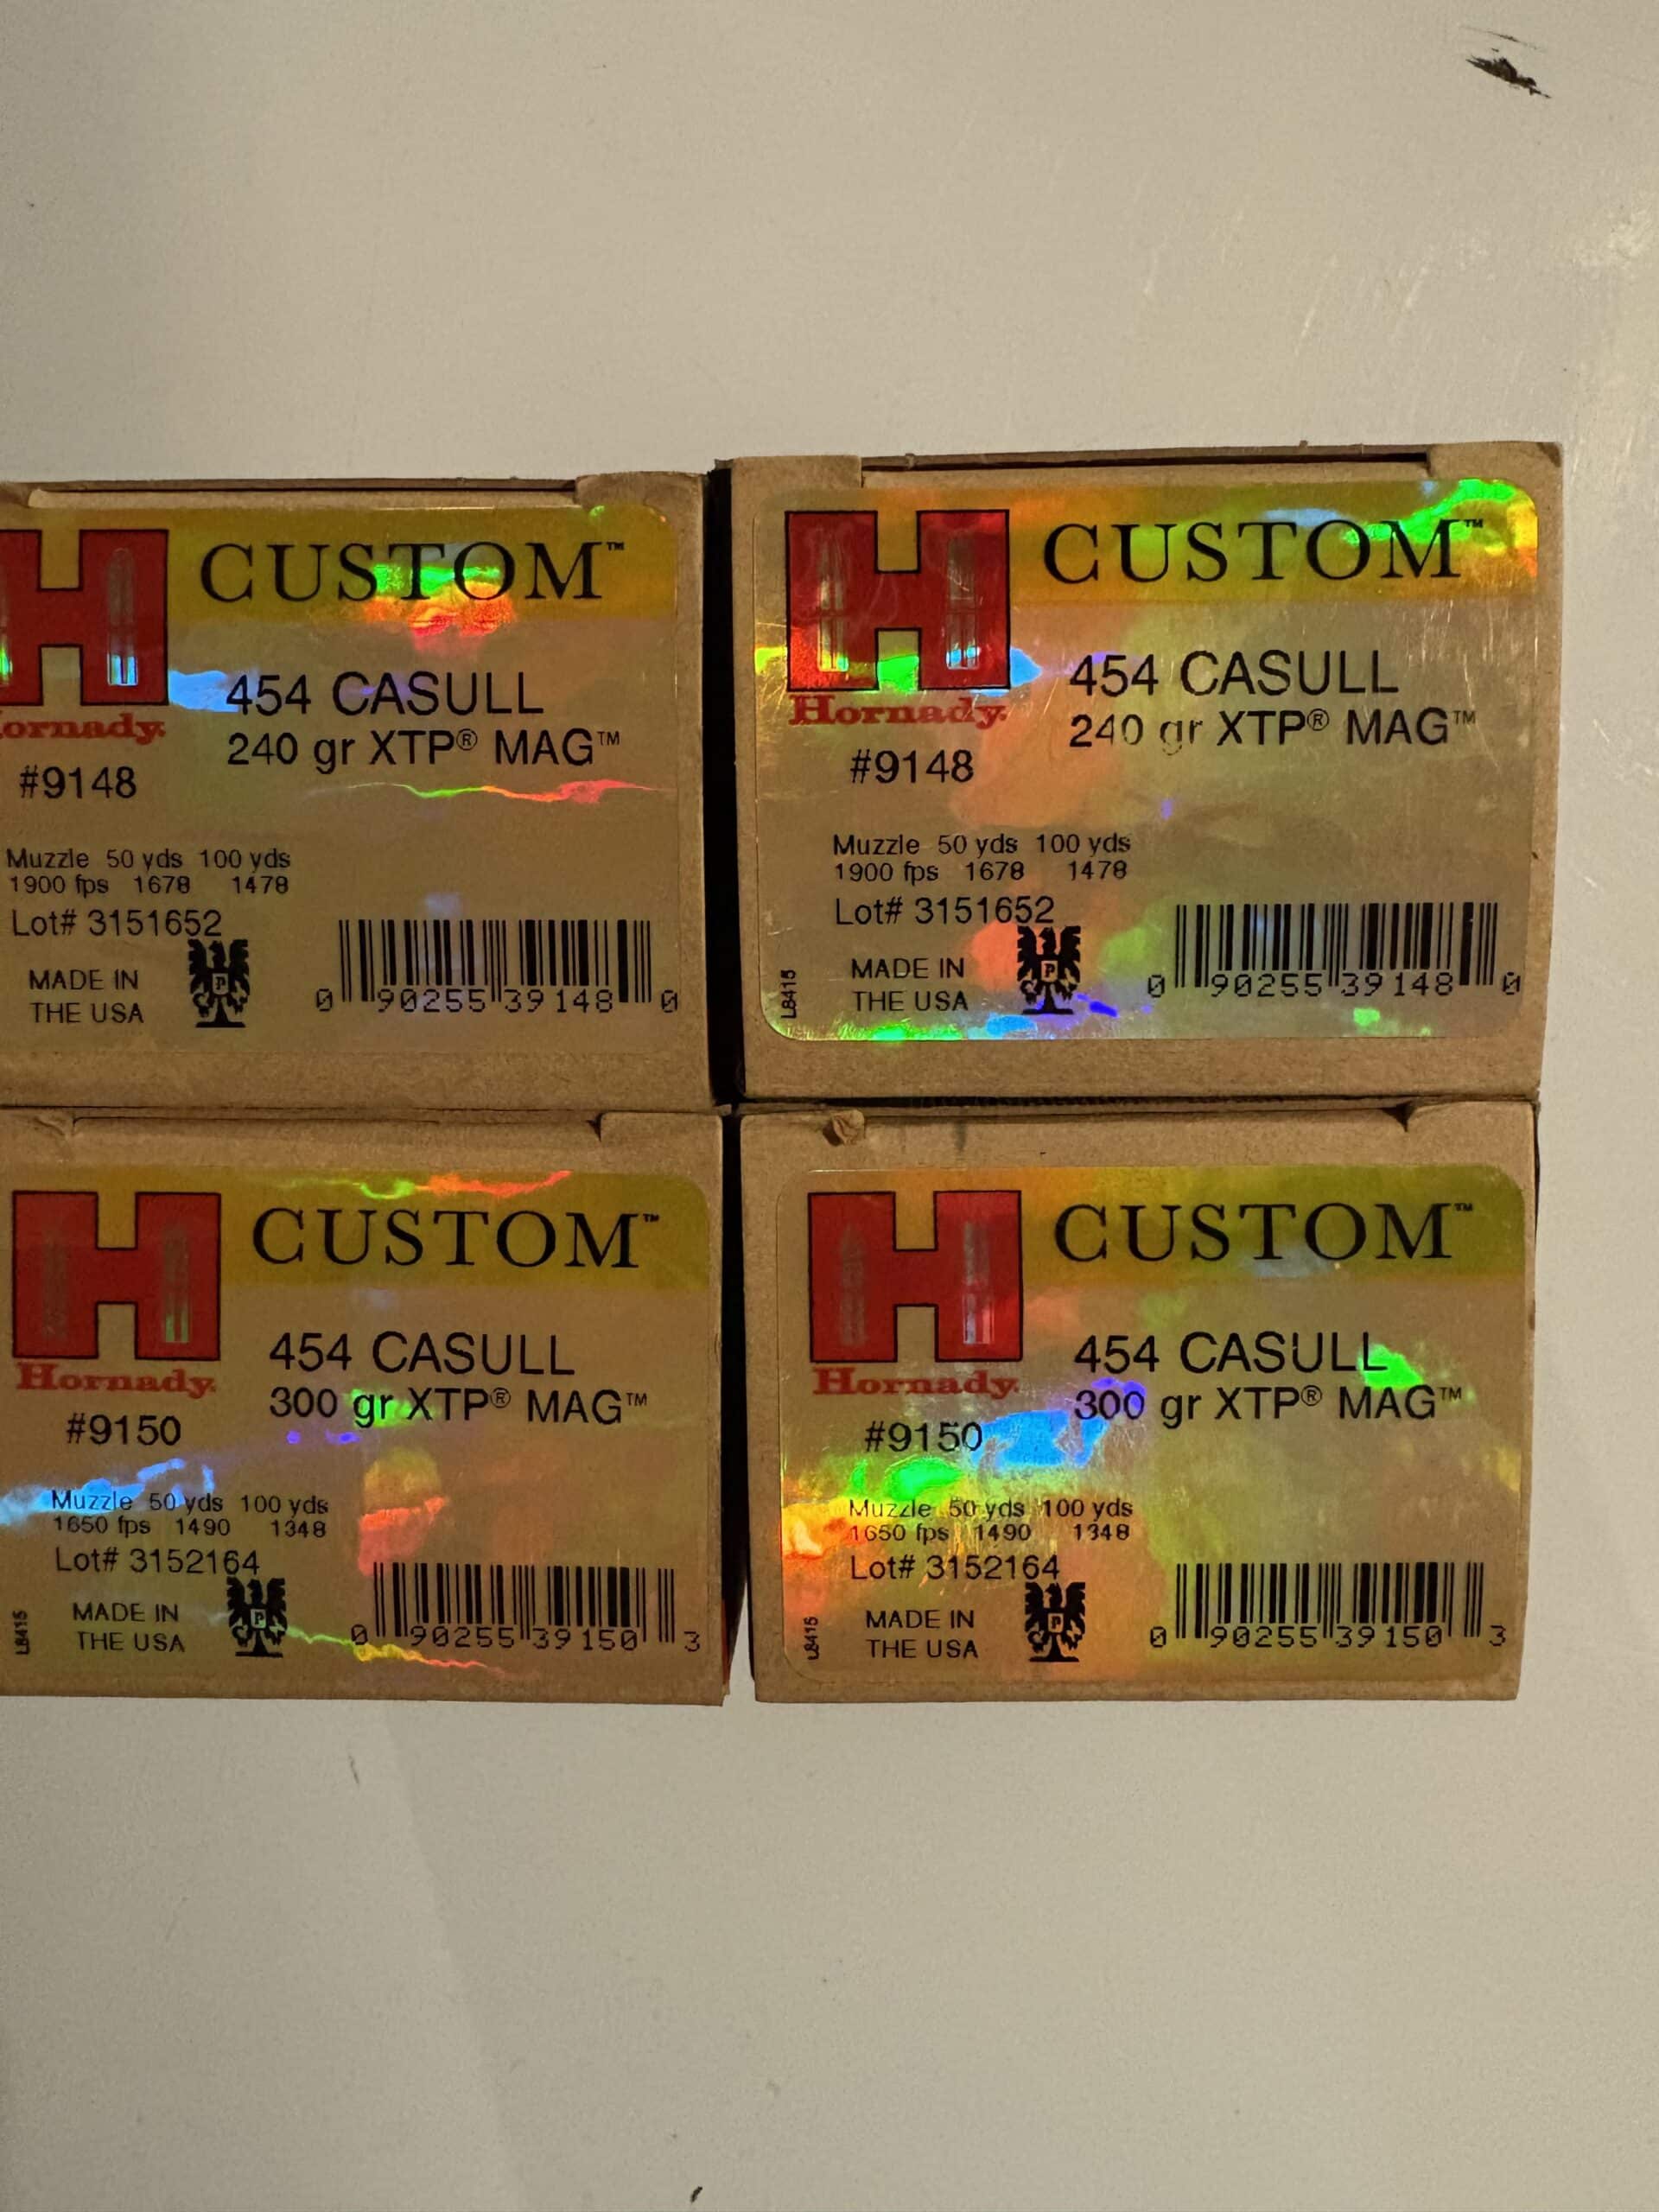 CUSTOM™
454 CASULL
240 gr XTP® MAG™
ornady
#9148
Muzzle 50 yds 100 yds
1900 fps 1678 1478
Lot# 3151652
MADE IN
THE USA
P
0 90255 39148 0
H
CUSTOM™
454 CASULL
240 gr XTP® MAG™
Hornady
#9148
Muzzle 50 yds 100 yds
1900 fps 1678 1478
Lot# 3151652
L8415
MADE IN
THE USA
P
0 90255 39148 0
H
CUSTOM™
454 CASULL
300 gr XTP® MAG™
Hornady
#9150
Muzzle 50 yds 100 yds
1650 fps 1490 1348
Lot# 3152164
L8415
MADE IN
THE USA
P
0 90255 39150 3
H
CUSTOM™
454 CASULL
300 gr XTP® MAG™
Hornady
#9150
Muzzle 50 yds 100 yds
1650 fps 1490 1348
Lot# 3152164
L8415
MADE IN
THE USA
P
0 90255 39150 3